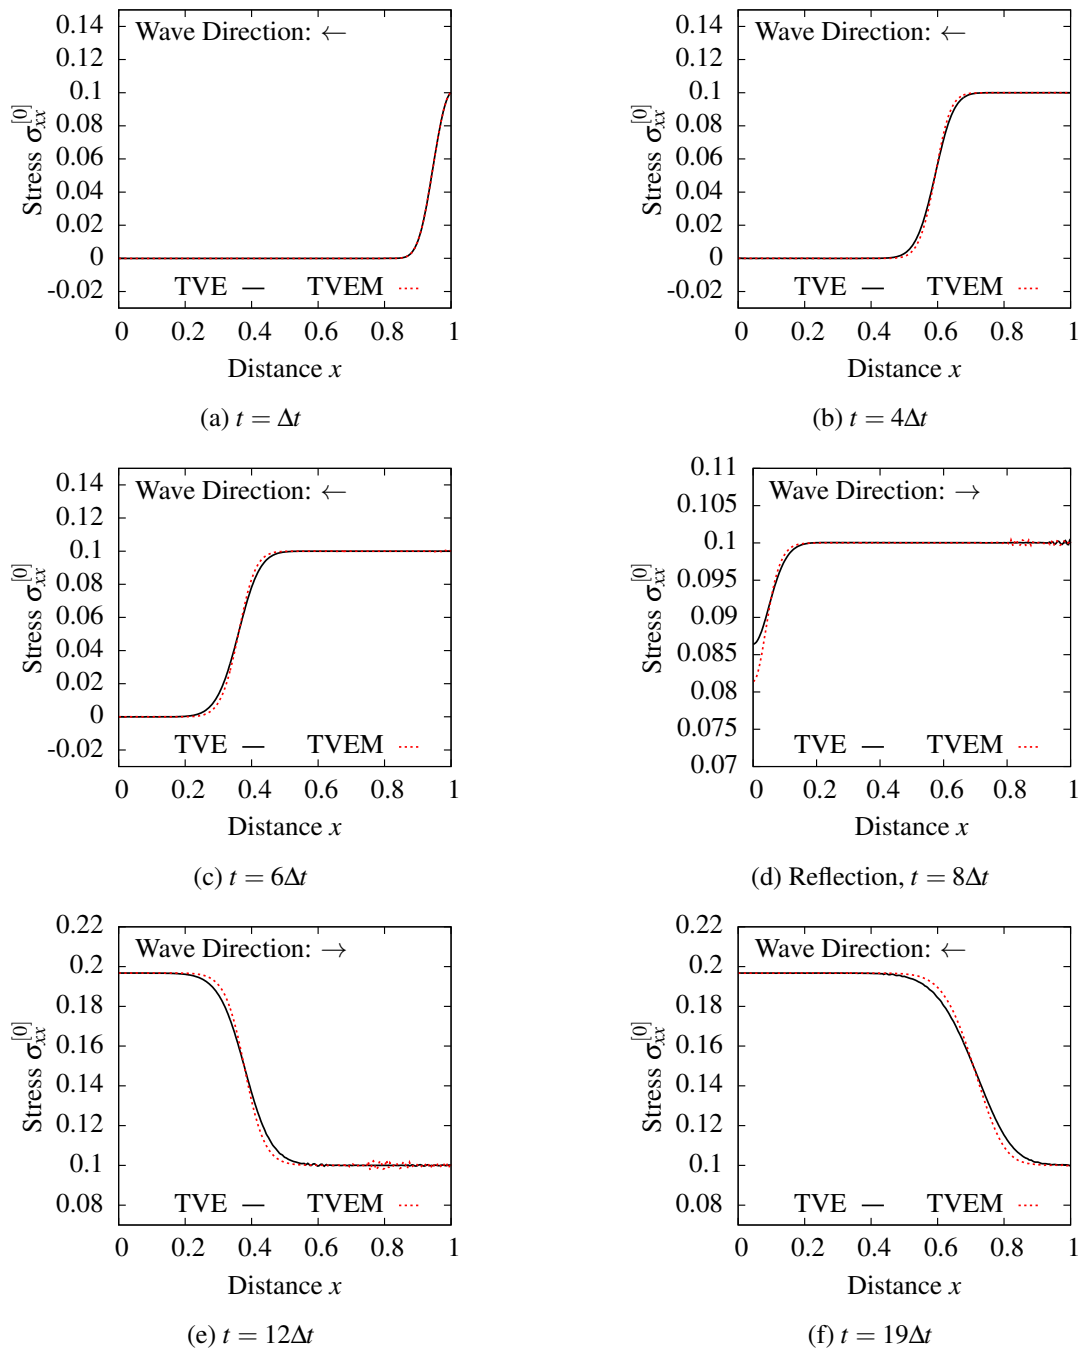 0.14
0.12
0.1
0.08
0.06
0.04
0.02
0
-0.02
Stress σ_xx^[0]
Wave Direction: ←
TVE TVEM
0 0.2 0.4 0.6 0.8 1
Distance x
(a) t = Δt
0.14
0.12
0.1
0.08
0.06
0.04
0.02
0
-0.02
Stress σ_xx^[0]
Wave Direction: ←
TVE TVEM
0 0.2 0.4 0.6 0.8 1
Distance x
(b) t = 4Δt
0.14
0.12
0.1
0.08
0.06
0.04
0.02
0
-0.02
Stress σ_xx^[0]
Wave Direction: ←
TVE TVEM
0 0.2 0.4 0.6 0.8 1
Distance x
(c) t = 6Δt
0.11
0.105
0.1
0.095
0.09
0.085
0.08
0.075
0.07
Stress σ_xx^[0]
Wave Direction: →
TVE TVEM
0 0.2 0.4 0.6 0.8 1
Distance x
(d) Reflection, t = 8Δt
0.22
0.2
0.18
0.16
0.14
0.12
0.1
0.08
Stress σ_xx^[0]
Wave Direction: →
TVE TVEM
0 0.2 0.4 0.6 0.8 1
Distance x
(e) t = 12Δt
0.22
0.2
0.18
0.16
0.14
0.12
0.1
0.08
Stress σ_xx^[0]
Wave Direction: ←
TVE TVEM
0 0.2 0.4 0.6 0.8 1
Distance x
(f) t = 19Δt